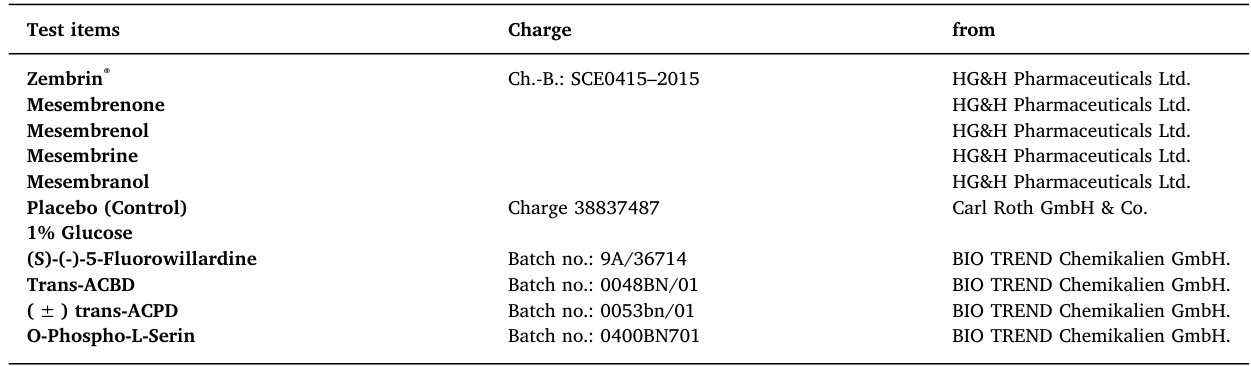 Test items Charge from
Zembrin® Ch.-B.: SCE0415–2015 HG&H Pharmaceuticals Ltd.
Mesembrenone HG&H Pharmaceuticals Ltd.
Mesembrenol HG&H Pharmaceuticals Ltd.
Mesembrine HG&H Pharmaceuticals Ltd.
Mesembranol HG&H Pharmaceuticals Ltd.
Placebo (Control) Charge 38837487 Carl Roth GmbH & Co.
1% Glucose
(S)-(-)-5-Fluorowillardine Batch no.: 9A/36714 BIO TREND Chemikalien GmbH.
Trans-ACBD Batch no.: 0048BN/01 BIO TREND Chemikalien GmbH.
( ± ) trans-ACPD Batch no.: 0053bn/01 BIO TREND Chemikalien GmbH.
O-Phospho-L-Serin Batch no.: 0400BN701 BIO TREND Chemikalien GmbH.